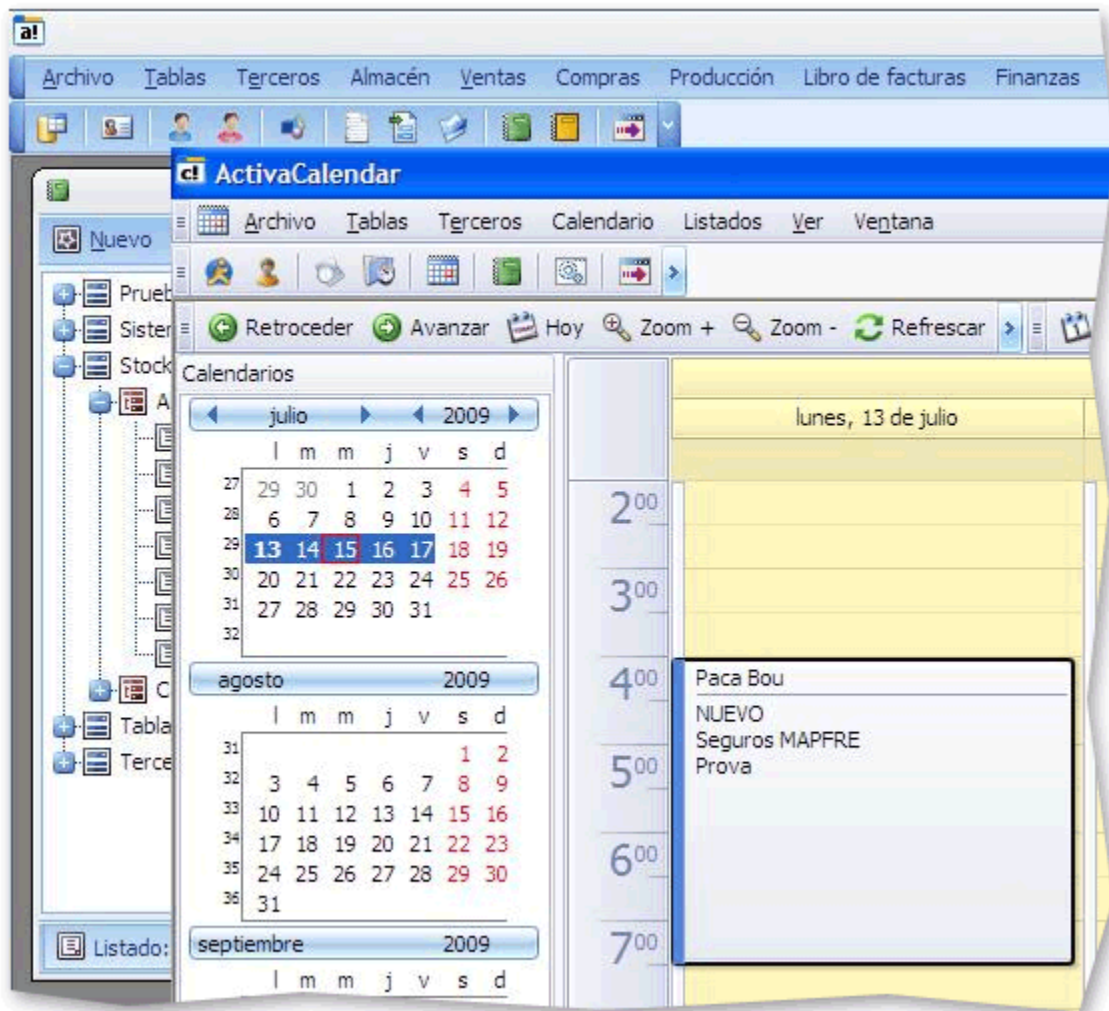 a!
Archivo Tablas Terceros Almacén Ventas Compras Producción Libro de facturas Finanzas
c! ActivaCalendar
Nuevo
Archivo Tablas Terceros Calendario Listados Ver Ventana
Retroceder Avanzar Hoy Zoom + Zoom - Refrescar
Stock
Calendarios
julio 2009
l m m j v s d
27 29 30 1 2 3 4 5
28 6 7 8 9 10 11 12
29 13 14 15 16 17 18 19
30 20 21 22 23 24 25 26
31 27 28 29 30 31
32
agosto 2009
l m m j v s d
31 1 2
32 3 4 5 6 7 8 9
33 10 11 12 13 14 15 16
34 17 18 19 20 21 22 23
35 24 25 26 27 28 29 30
36 31
septiembre 2009
l m m j v s d
Listado:
lunes, 13 de julio
2 00
3 00
4 00
Paca Bou
NUEVO
Seguros MAPFRE
5 00
Prova
6 00
7 00